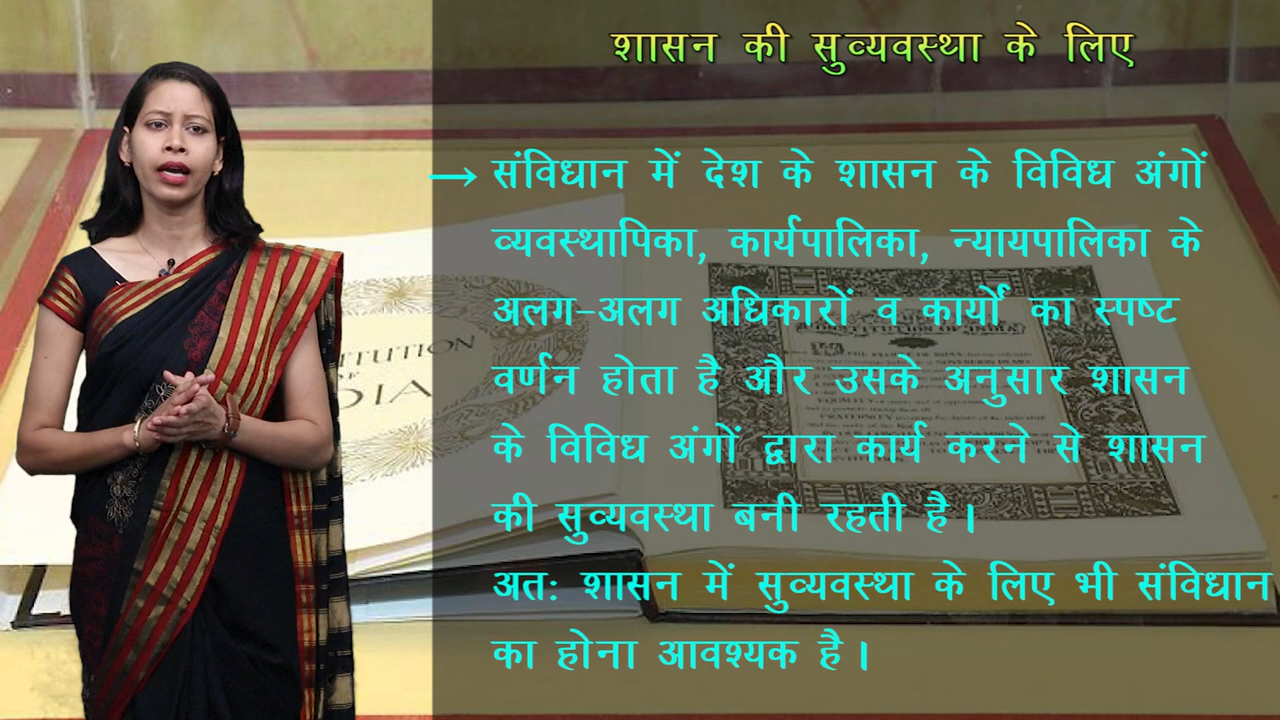 शासन की सुव्यवस्था के लिए
→ संविधान में देश के शासन के विविध अंगों
व्यवस्थापिका, कार्यपालिका, न्यायपालिका के
अलग-अलग अधिकारों व कार्यों का स्पष्ट
वर्णन होता है और उसके अनुसार शासन
के विविध अंगों द्वारा कार्य करने से शासन
की सुव्यवस्था बनी रहती है।
अतः शासन में सुव्यवस्था के लिए भी संविधान
का होना आवश्यक है।